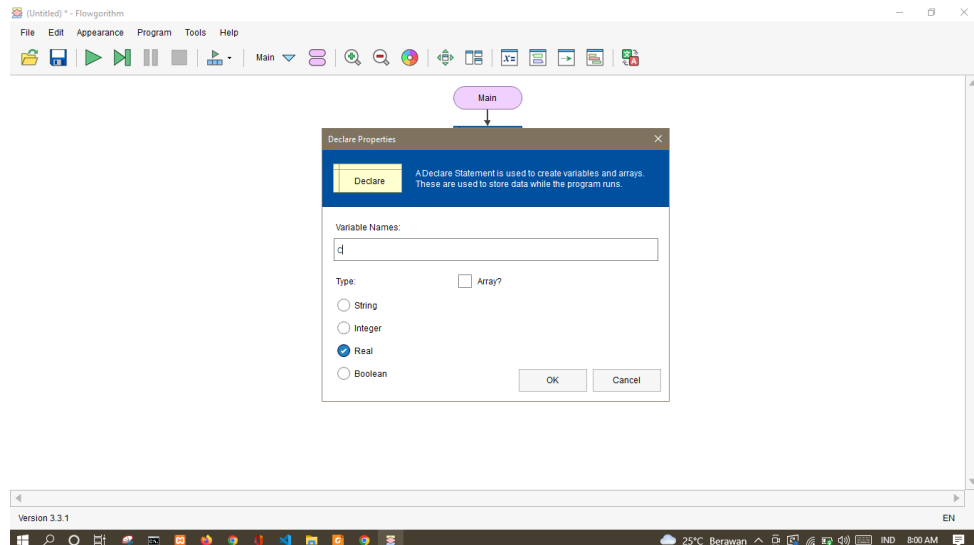 (Untitled) * - Flowgorithm
File Edit Appearance Program Tools Help
Main
x=
Main
Declare Properties
Declare
A Declare Statement is used to create variables and arrays.
These are used to store data while the program runs.
Variable Names:
c
Type:
Array?
String
Integer
Real
Boolean
OK
Cancel
Version 3.3.1
EN
25°C Berawan
IND
8:00 AM